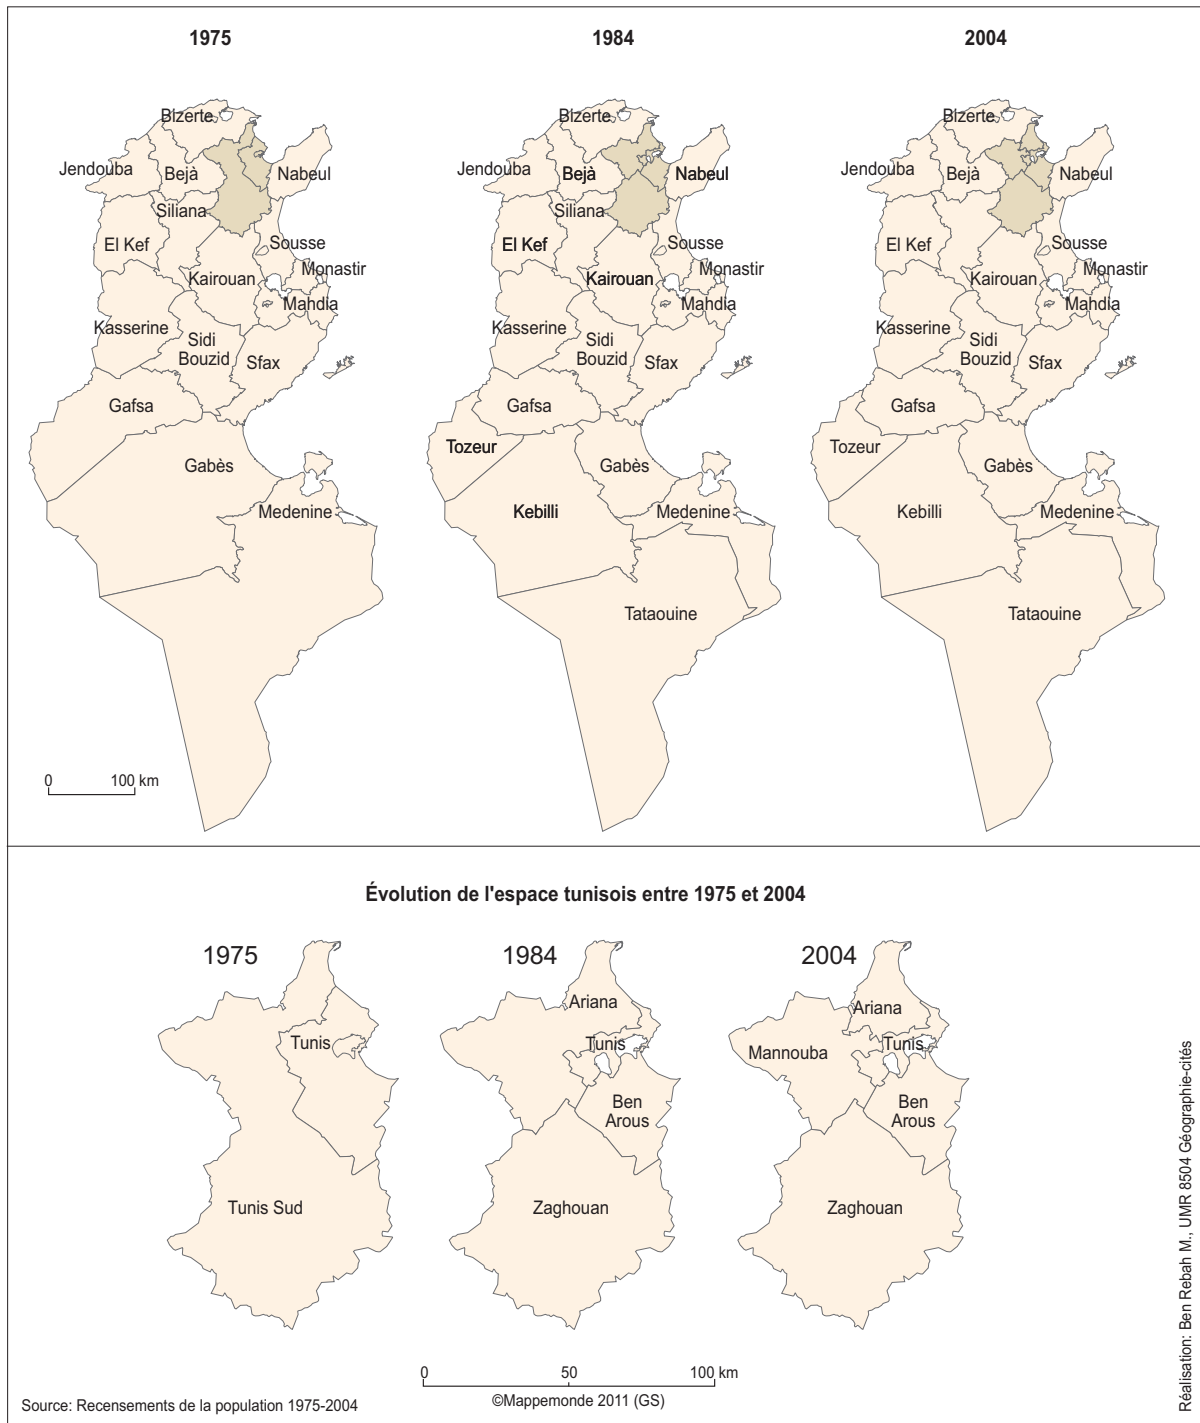 1975
1984
2004
Bizerte
Jendouba
Bejà
Nabeul
Siliana
El Kef
Sousse
Kairouan
Monastir
Mahdia
Kasserine
Sidi
Bouzid
Sfax
Gafsa
Gabès
Medenine
0 100 km
Bizerte
Jendouba
Bejà
Nabeul
Siliana
El Kef
Sousse
Kairouan
Monastir
Mahdia
Kasserine
Sidi
Bouzid
Sfax
Gafsa
Tozeur
Gabès
Kebilli
Medenine
Tataouine
Bizerte
Jendouba
Bejà
Nabeul
El Kef
Sousse
Kairouan
Monastir
Mahdia
Kasserine
Sidi
Bouzid
Sfax
Gafsa
Tozeur
Gabès
Kebilli
Medenine
Tataouine
Évolution de l'espace tunisois entre 1975 et 2004
1975
Tunis
Tunis Sud
1984
Ariana
Tunis
Ben
Arous
Zaghouan
2004
Ariana
Mannouba
Tunis
Ben
Arous
Zaghouan
0 50 100 km
©Mappemonde 2011 (GS)
Source: Recensements de la population 1975-2004
Réalisation: Ben Rebah M., UMR 8504 Géographie-cités